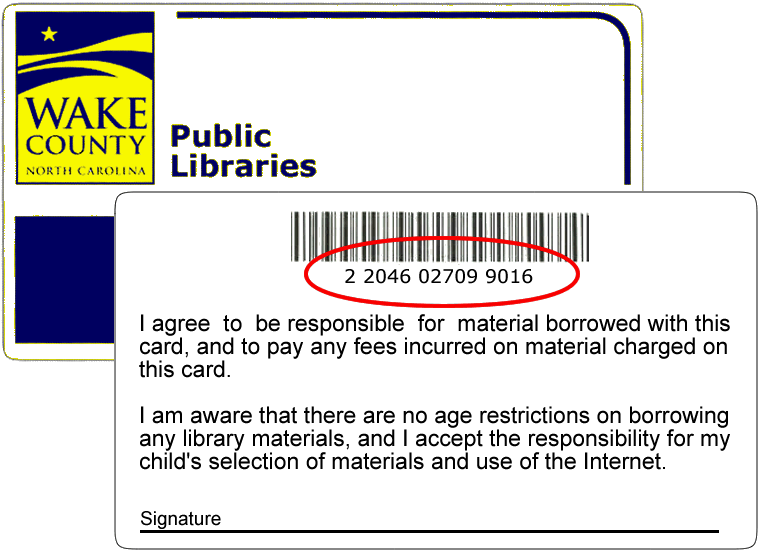 WAKE
COUNTY
NORTH CAROLINA
Public
Libraries
2 2046 02709 9016
I agree to be responsible for material borrowed with this
card, and to pay any fees incurred on material charged on
this card.
I am aware that there are no age restrictions on borrowing
any library materials, and I accept the responsibility for my
child's selection of materials and use of the Internet.
Signature